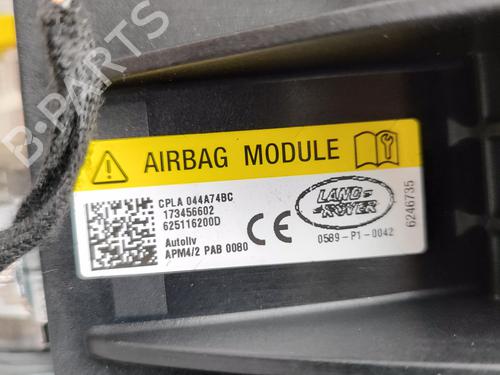 AIRBAG MODULE
CPLA 044A74BC
173456602
625116200D
Autoliv
APM4/2 PAB 0080
CE
LAND-
ROVER
0589-P1-0042
6246735
B-PARTS